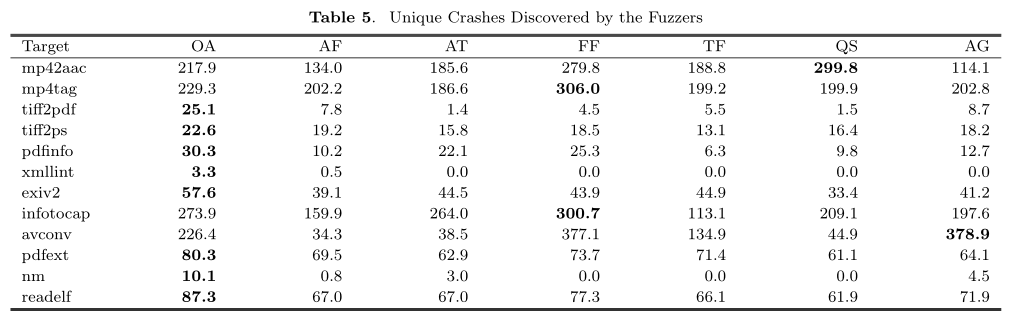 Table 5. Unique Crashes Discovered by the Fuzzers
Target OA AF AT FF TF QS AG
mp42aac 217.9 134.0 185.6 279.8 188.8 299.8 114.1
mp4tag 229.3 202.2 186.6 306.0 199.2 199.9 202.8
tiff2pdf 25.1 7.8 1.4 4.5 5.5 1.5 8.7
tiff2ps 22.6 19.2 15.8 18.5 13.1 16.4 18.2
pdfinfo 30.3 10.2 22.1 25.3 6.3 9.8 12.7
xmllint 3.3 0.5 0.0 0.0 0.0 0.0 0.0
exiv2 57.6 39.1 44.5 43.9 44.9 33.4 41.2
infotocap 273.9 159.9 264.0 300.7 113.1 209.1 197.6
avconv 226.4 34.3 38.5 377.1 134.9 44.9 378.9
pdfext 80.3 69.5 62.9 73.7 71.4 61.1 64.1
nm 10.1 0.8 3.0 0.0 0.0 0.0 4.5
readelf 87.3 67.0 67.0 77.3 66.1 61.9 71.9